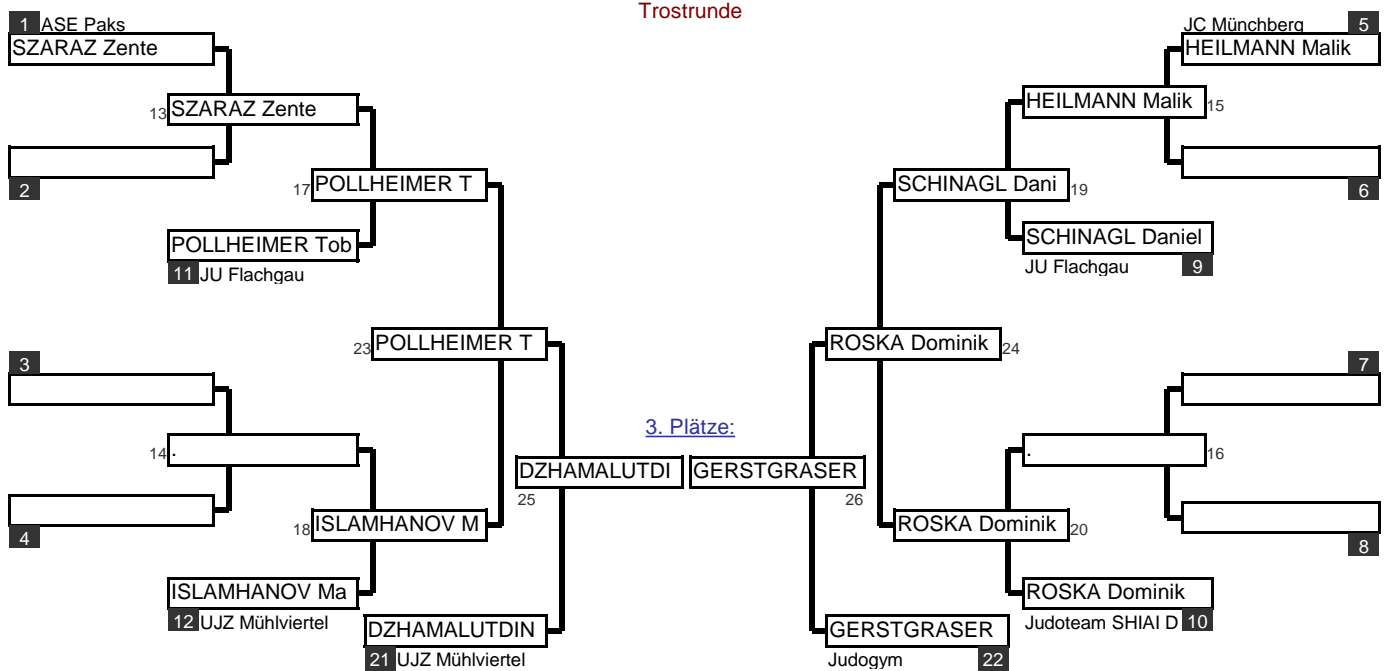 Trostrunde
1 ASE Paks
SZARAZ Zente
13 SZARAZ Zente
2
17 POLLHEIMER T
POLLHEIMER Tob
11 JU Flachgau
23 POLLHEIMER T
3
14 .
4
18 ISLAMHANOV M
ISLAMHANOV Ma
12 UJZ Mühlviertel
DZHAMALUTDIN
21 UJZ Mühlviertel
3. Plätze:
DZHAMALUTDI
25
GERSTGRASER
26
JC Münchberg 5
HEILMANN Malik
HEILMANN Malik 15
6
SCHINAGL Dani 19
SCHINAGL Daniel
JU Flachgau 9
ROSKA Dominik 24
7
. 16
8
ROSKA Dominik 20
ROSKA Dominik
Judoteam SHIAI D 10
GERSTGRASER
Judogym 22